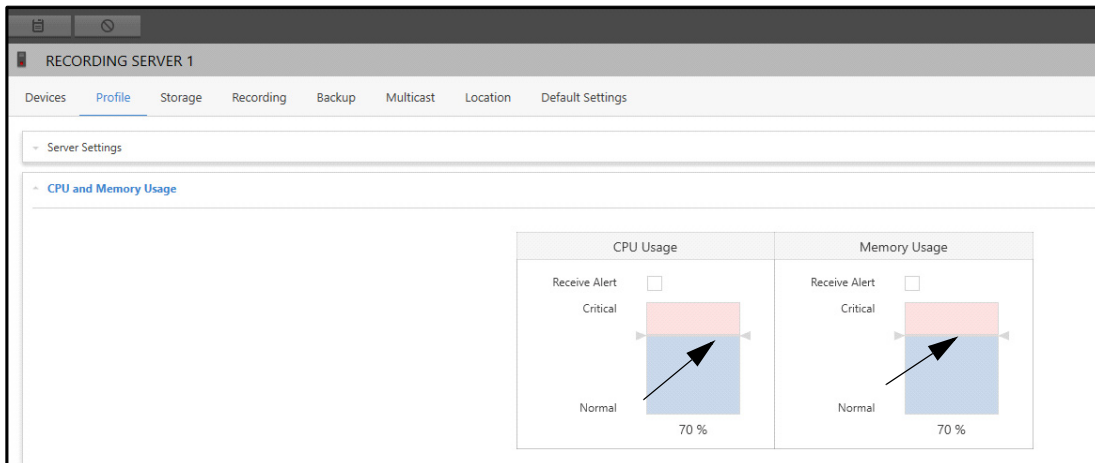 RECORDING SERVER 1
Devices Profile Storage Recording Backup Multicast Location Default Settings
Server Settings
CPU and Memory Usage
CPU Usage Memory Usage
Receive Alert Receive Alert
Critical Critical
Normal Normal
70 % 70 %